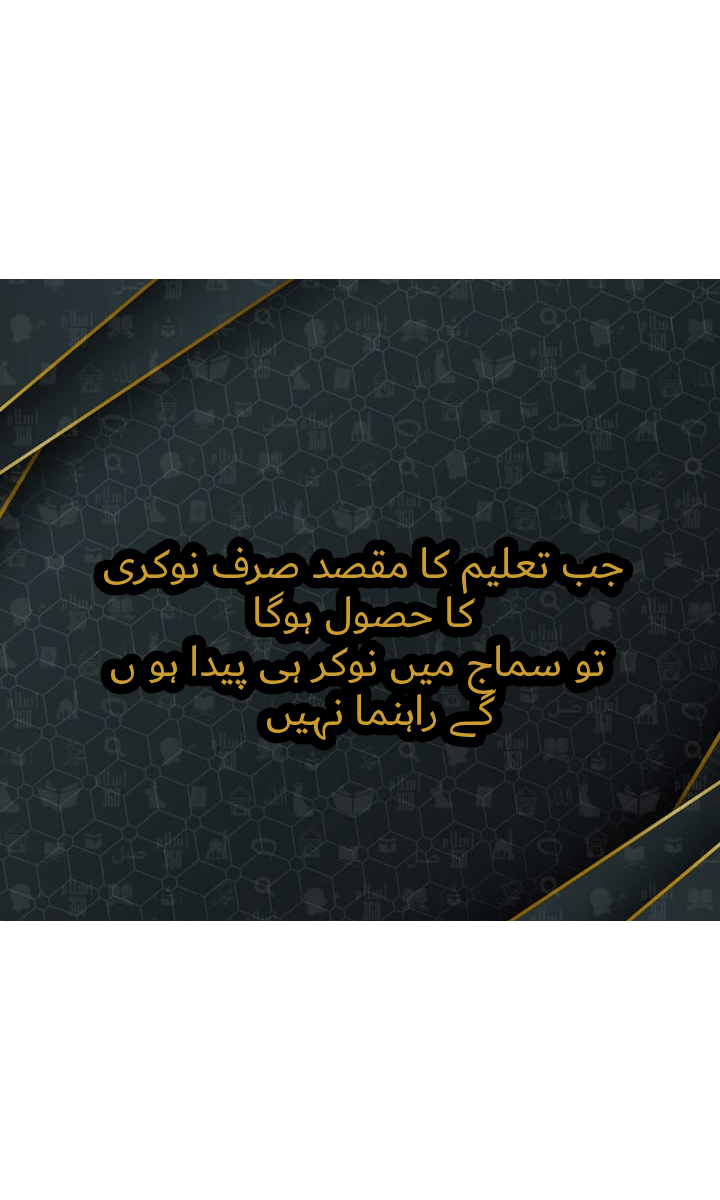 جب تعلیم کا مقصد صرف نوکری
کا حصول ہوگا
تو سماج میں نوکر ہی پیدا ہو ں
گے راہنما نہیں